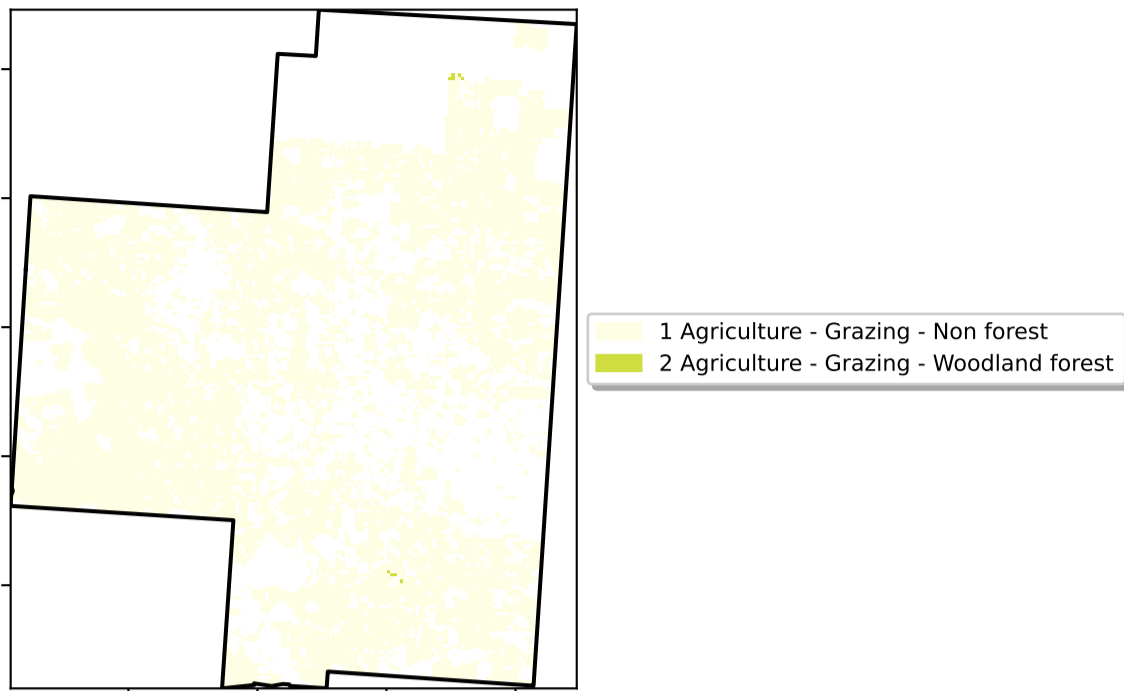 1 Agriculture - Grazing - Non forest
2 Agriculture - Grazing - Woodland forest